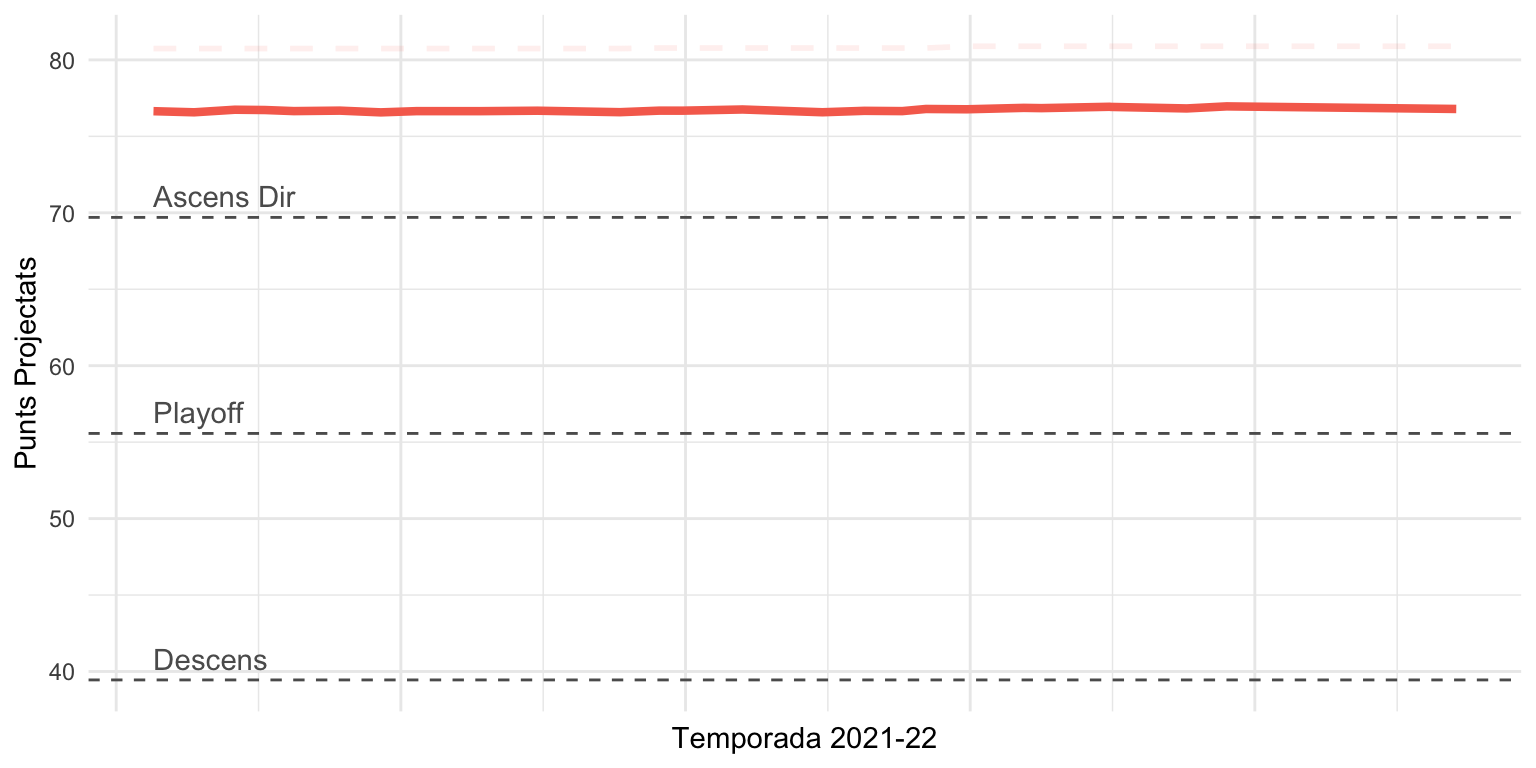 80
Ascens Dir
70
Punts Projectats
60
Playoff
50
Descens
40
Temporada 2021-22